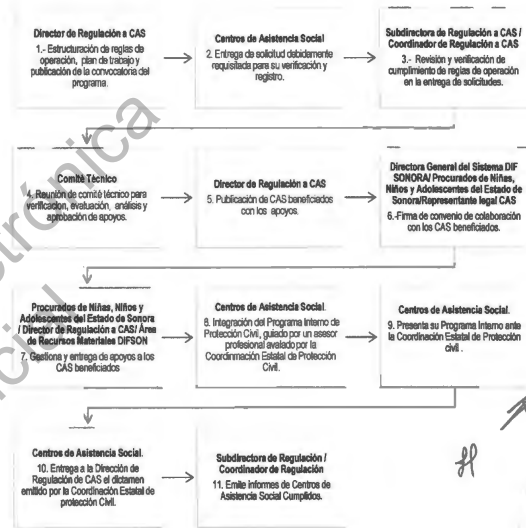 Director de Regulación a CAS
1.- Estructuración de reglas de
operación, plan de trabajo y
publicación de la convocatoria del
programa.
Centros de Asistencia Social
2. Entrega de solicitud debidamente
requisitada para su verificación y
registro.
Subdirectora de Regulación a CAS /
Coordinador de Regulación a CAS
3.- Revisión y verificación de
cumplimiento de reglas de operación
en la entrega de solicitudes.
Comité Técnico
4. Reunión de comité técnico para
verificacion, evaluación, análisis y
aprobación de apoyos.
Director de Regulación a CAS
5. Publicación de CAS beneficiados
con los apoyos.
Directora General del Sistema DIF
SONORA/ Procurados de Niñas,
Niños y Adolescentes del Estado de
Sonora/Representante legal CAS
6.-Firma de convenio de colaboración
con los CAS beneficiados.
Procurados de Niñas, Niños y
Adolescentes del Estado de Sonora
/ Director de Regulación a CAS/ Área
de Recursos Materiales DIFSON
7. Gestiona y entrega de apoyos a los
CAS beneficiados
Centros de Asistencia Social.
8. Integración del Programa Interno de
Protección Civil, guiado por un asesor
profesional avalado por la
Coordinmación Estatal de Protección
Civil.
Centros de Asistencia Social.
9. Presenta su Programa Interno ante
la Coordinación Estatal de Protección
civil .
Centros de Asistencia Social.
10. Entrega a la Dirección de
Regulación de CAS el dictamen
emitido por la Coordinación Estatal de
protección Civil.
Subdirectora de Regulación /
Coordinador de Regulación
11. Emite informes de Centros de
Asistencia Social Cumplidos.
trónica
cial